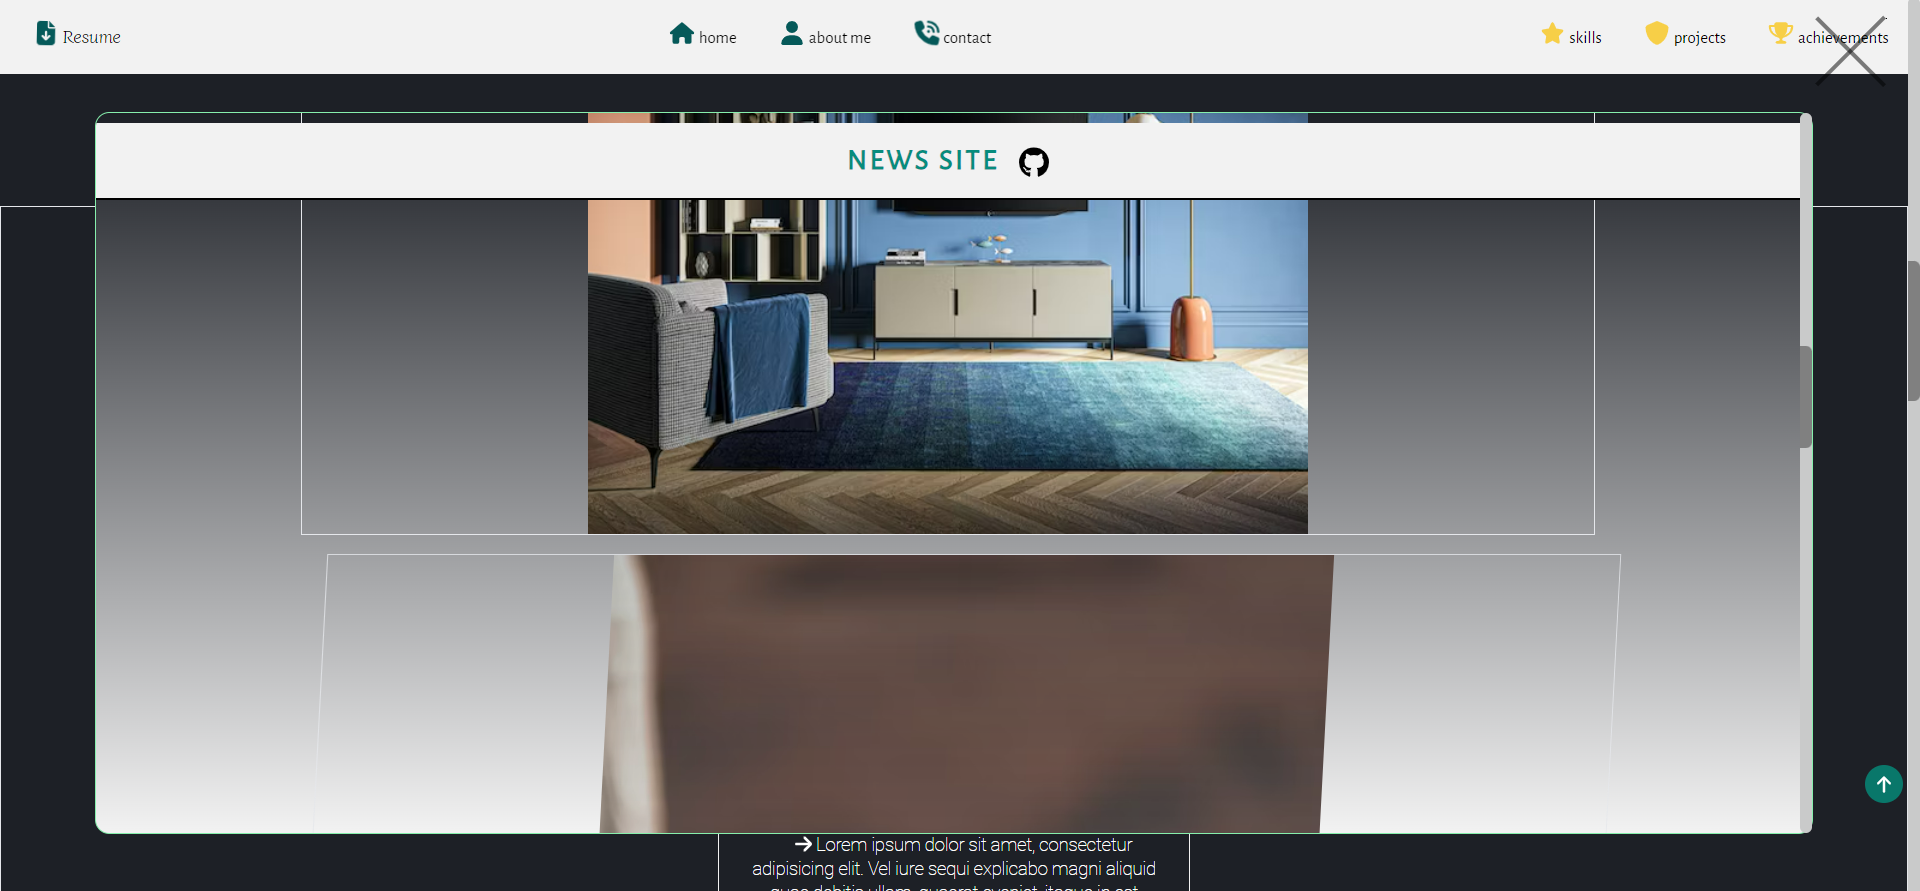 Resume
home
about me
contact
skills
projects
achievements
NEWS SITE
Lorem ipsum dolor sit amet, consectetur
adipisicing elit. Vel iure sequi explicabo magni aliquid